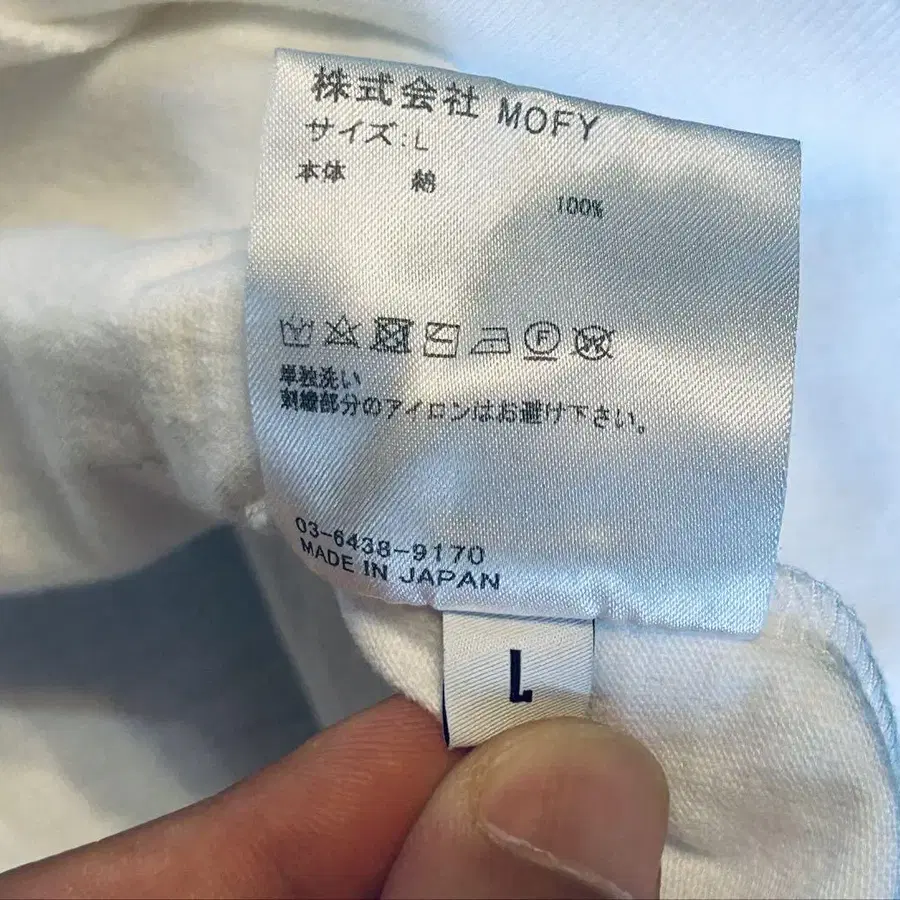 株式会社 MOFY
サイズ:L
本体 綿 100%
F W
単独洗い
刺繍部分のアイロンはお避け下さい。
03-6438-9170
MADE IN JAPAN
L